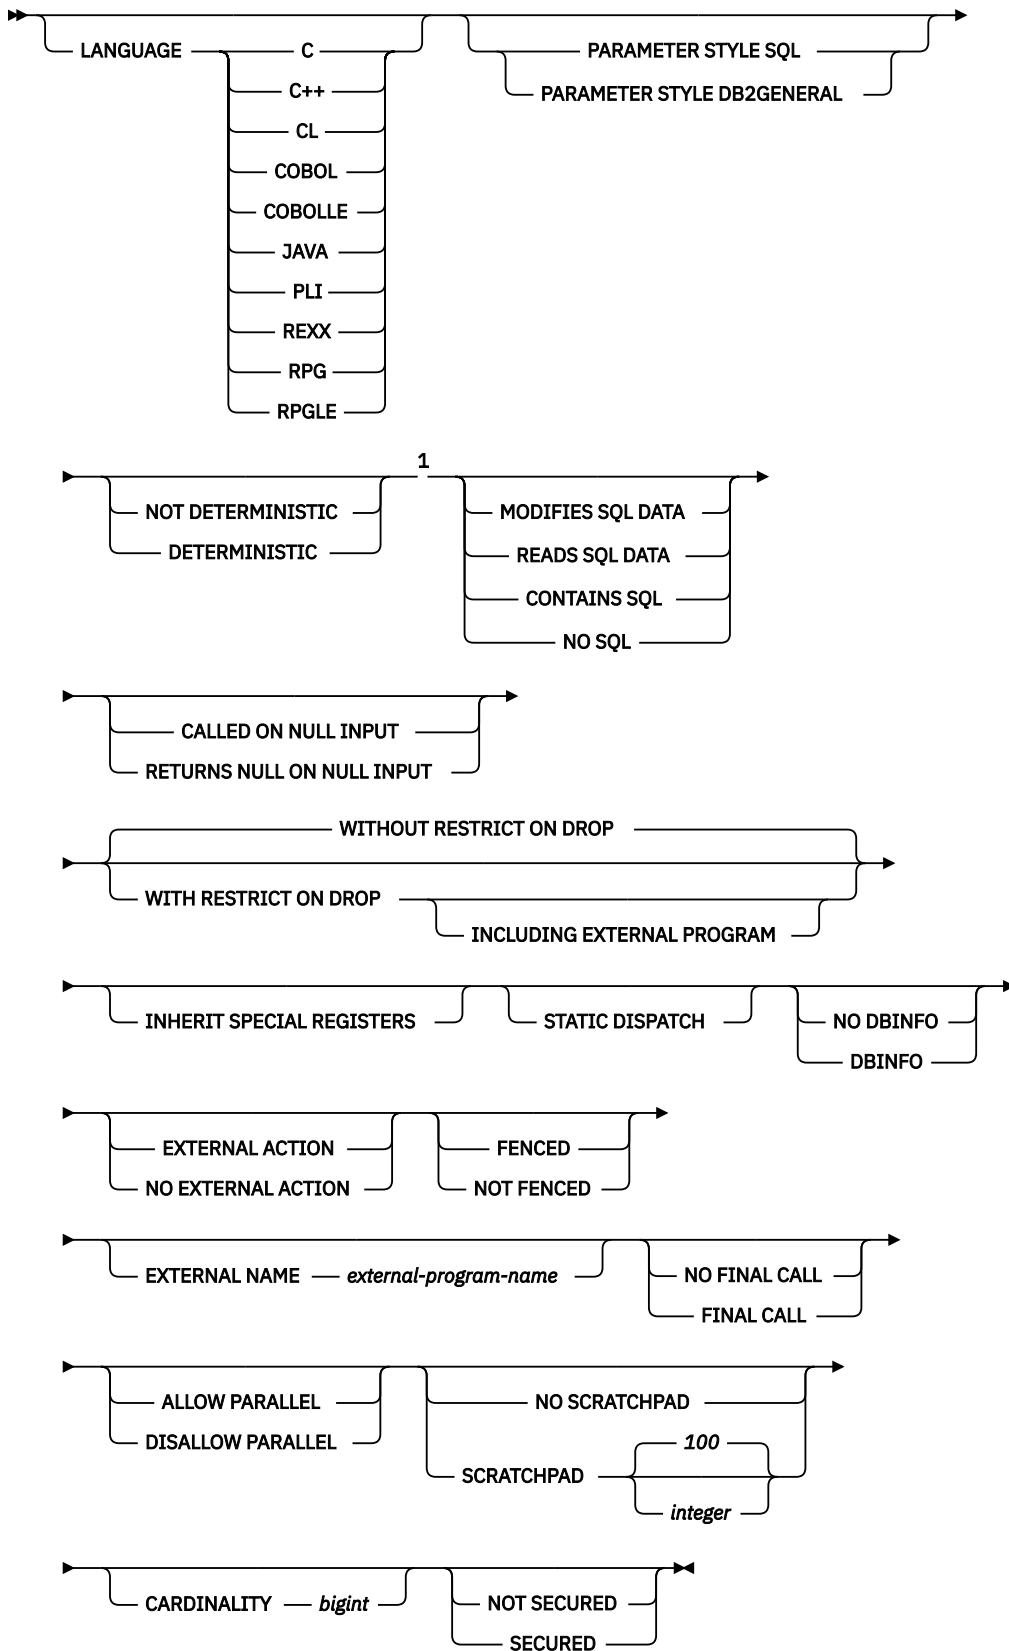 LANGUAGE C PARAMETER STYLE SQL
C++ PARAMETER STYLE DB2GENERAL
CL
COBOL
COBOLLE
JAVA
PLI
REXX
RPG
RPGLE
1
NOT DETERMINISTIC MODIFIES SQL DATA
DETERMINISTIC READS SQL DATA
CONTAINS SQL
NO SQL
CALLED ON NULL INPUT
RETURNS NULL ON NULL INPUT
WITHOUT RESTRICT ON DROP
WITH RESTRICT ON DROP
INCLUDING EXTERNAL PROGRAM
INHERIT SPECIAL REGISTERS STATIC DISPATCH NO DBINFO
DBINFO
EXTERNAL ACTION FENCED
NO EXTERNAL ACTION NOT FENCED
EXTERNAL NAME external-program-name NO FINAL CALL
FINAL CALL
ALLOW PARALLEL NO SCRATCHPAD
DISALLOW PARALLEL 100
SCRATCHPAD
integer
CARDINALITY bigint NOT SECURED
SECURED